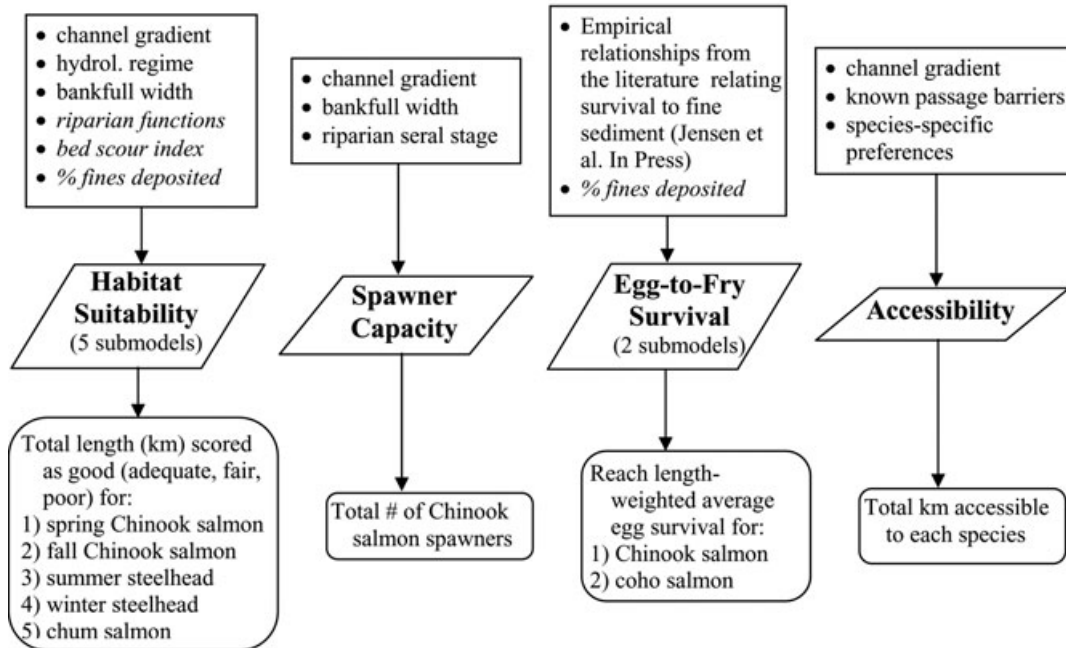 • channel gradient
• hydrol. regime
• bankfull width
• riparian functions
• bed scour index
• % fines deposited
Habitat
Suitability
(5 submodels)
Total length (km) scored
as good (adequate, fair,
poor) for:
1) spring Chinook salmon
2) fall Chinook salmon
3) summer steelhead
4) winter steelhead
5) chum salmon
• channel gradient
• bankfull width
• riparian seral stage
Spawner
Capacity
Total # of Chinook
salmon spawners
• Empirical
relationships from
the literature relating
survival to fine
sediment (Jensen et
al. In Press)
• % fines deposited
Egg-to-Fry
Survival
(2 submodels)
Reach length-
weighted average
egg survival for:
1) Chinook salmon
2) coho salmon
• channel gradient
• known passage barriers
• species-specific
preferences
Accessibility
Total km accessible
to each species